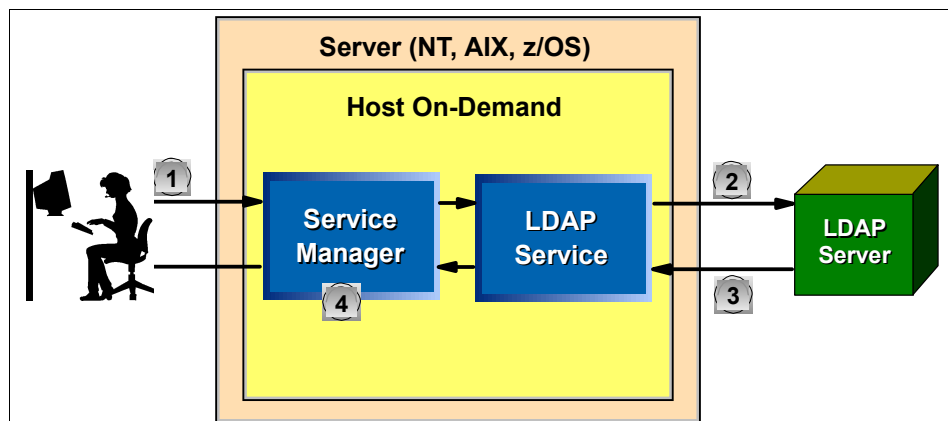 Server (NT, AIX, z/OS)
Host On-Demand
1
2
Service
Manager
LDAP
Service
LDAP
Server
4
3